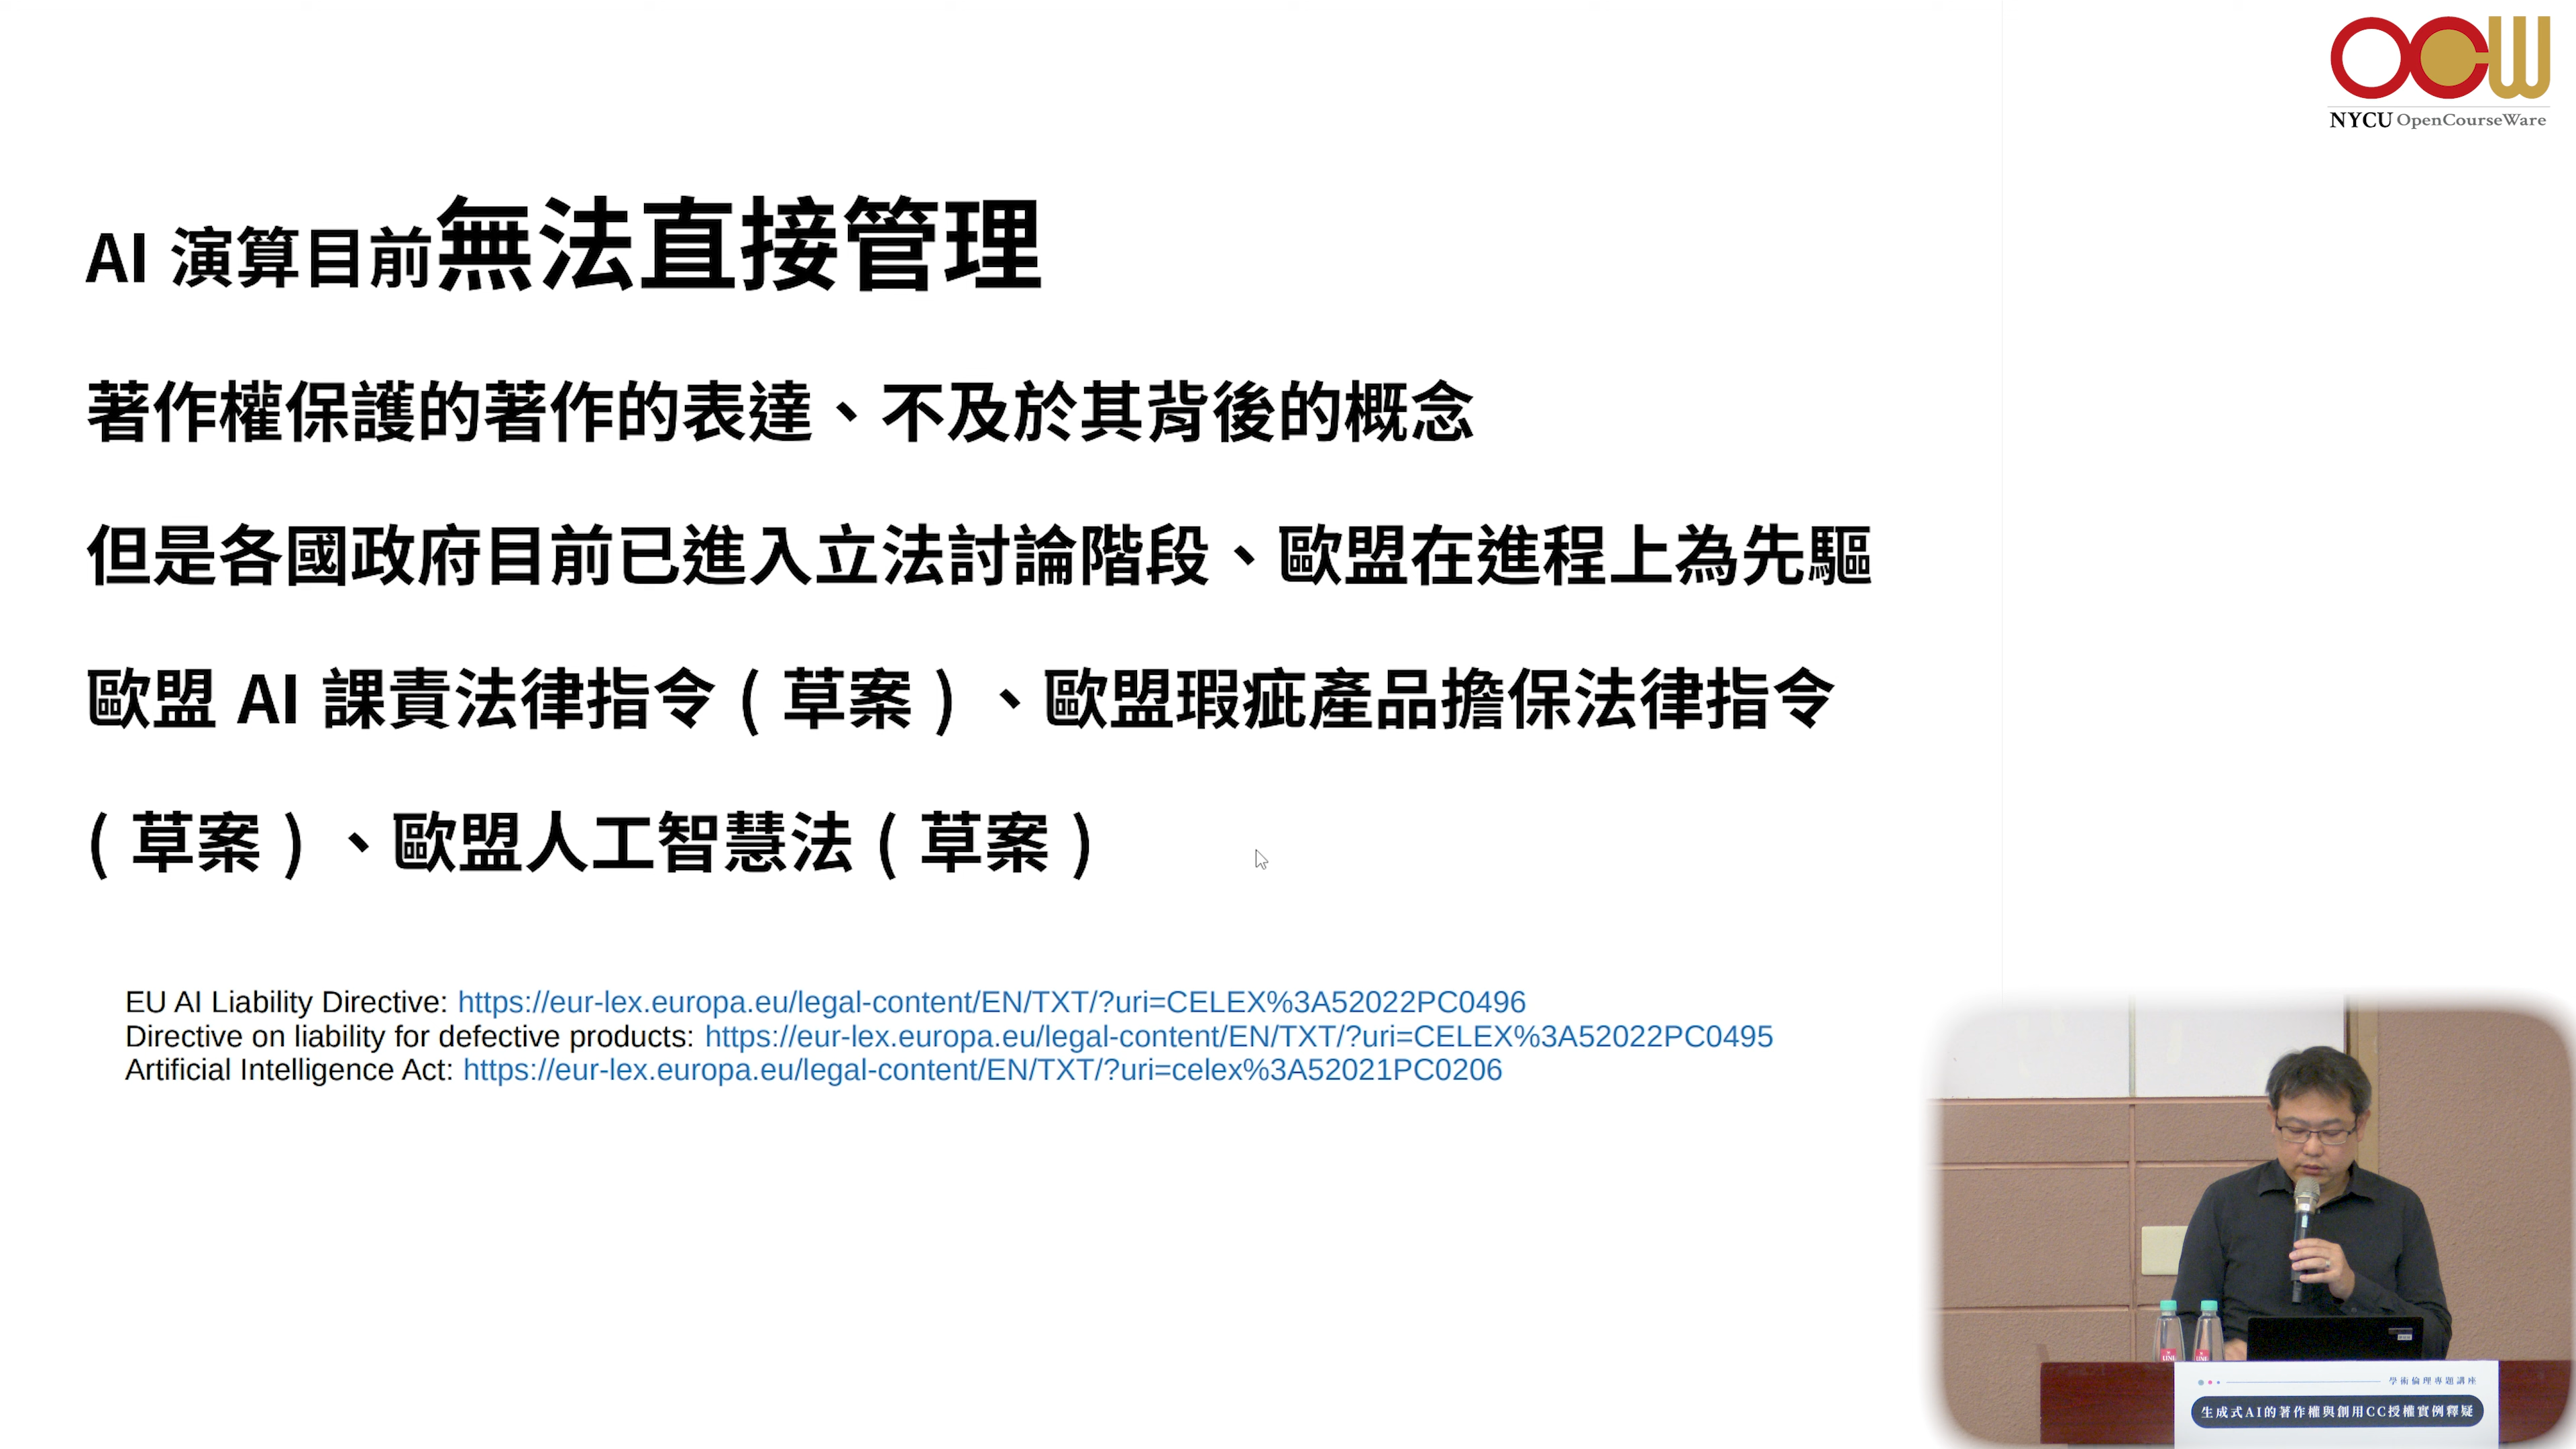 OCW
NYCU OpenCourseWare
AI 演算目前無法直接管理
著作權保護的著作的表達、不及於其背後的概念
但是各國政府目前已進入立法討論階段、歐盟在進程上為先驅
歐盟 AI 課責法律指令 ( 草案 ) 、歐盟瑕疵產品擔保法律指令
( 草案 ) 、歐盟人工智慧法 ( 草案 )
EU AI Liability Directive: https://eur-lex.europa.eu/legal-content/EN/TXT/?uri=CELEX%3A52022PC0496
Directive on liability for defective products: https://eur-lex.europa.eu/legal-content/EN/TXT/?uri=CELEX%3A52022PC0495
Artificial Intelligence Act: https://eur-lex.europa.eu/legal-content/EN/TXT/?uri=celex%3A52021PC0206
學術倫理專題講座
生成式AI的著作權與創用CC授權實例釋疑